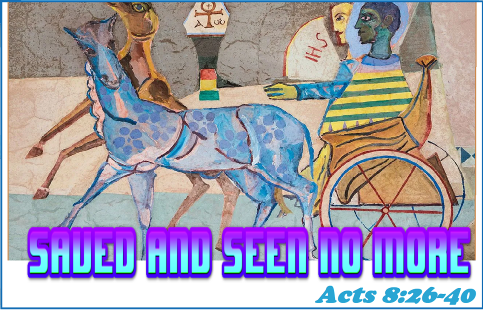 Α Ω
IHS
SAVED AND SEEN NO MORE
Acts 8:26-40